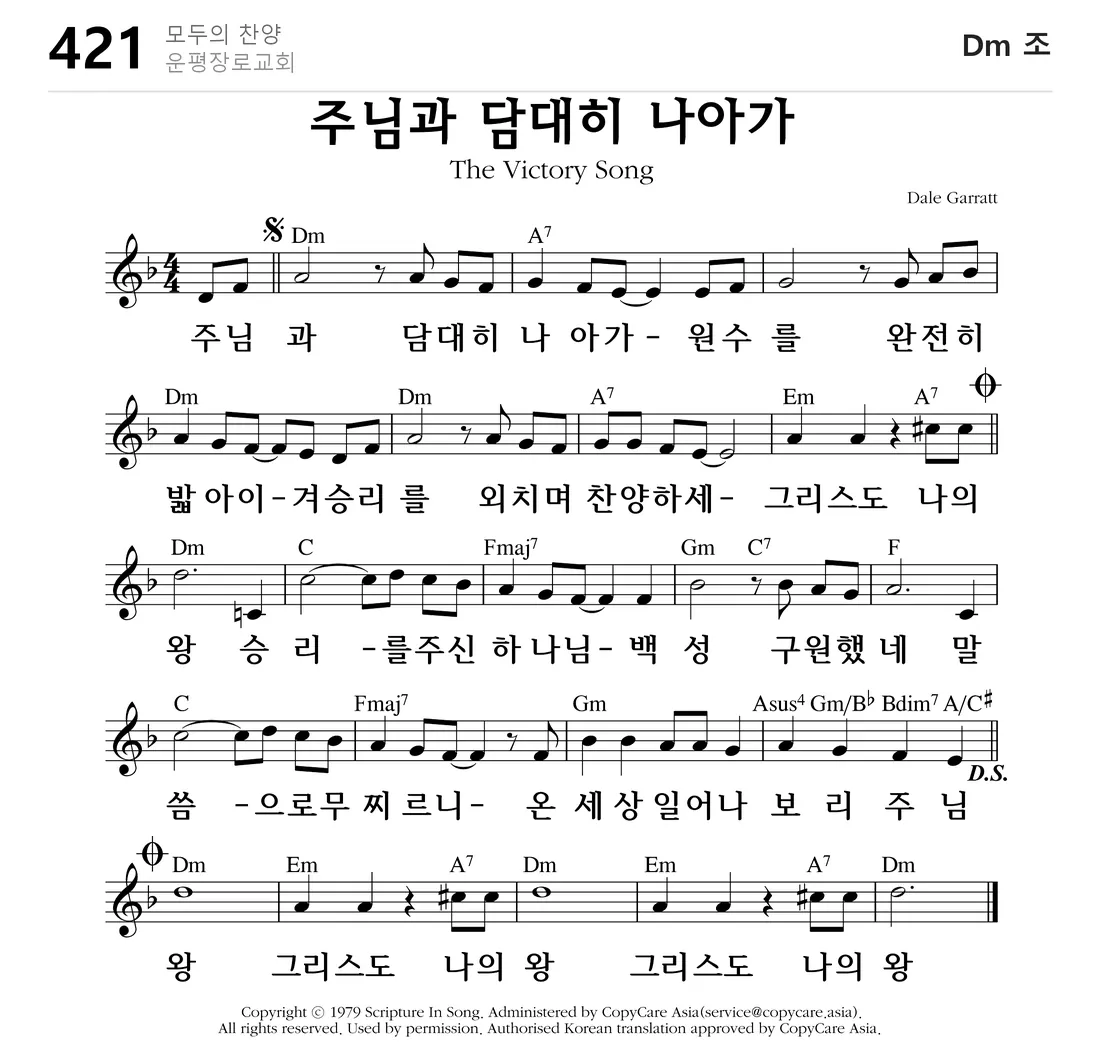 421
모두의 찬양
운평장로교회
Dm 조
주님과 담대히 나아가
The Victory Song
Dale Garratt
Dm A7
주님 과 담대히 나 아가 - 원수 를 완전히
Dm Dm A7 Em A7
밟 아이 - 겨승리 를 외치며 찬양하세 - 그리스도 나의
Dm C Fmaj7 Gm C7 F
왕 승 리 - 를주신 하 나님 - 백 성 구원했 네 말
C Fmaj7 Gm Asus4 Gm/B♭ Bdim7 A/C♯
D.S.
씀 - 으로무 찌 르니 - 온 세 상 일어나 보 리 주 님
Dm Em A7 Dm Em A7 Dm
왕 그리스도 나의 왕 그리스도 나의 왕
Copyright ⓒ 1979 Scripture In Song. Administered by CopyCare Asia(service@copycare.asia).
All rights reserved. Used by permission. Authorised Korean translation approved by CopyCare Asia.